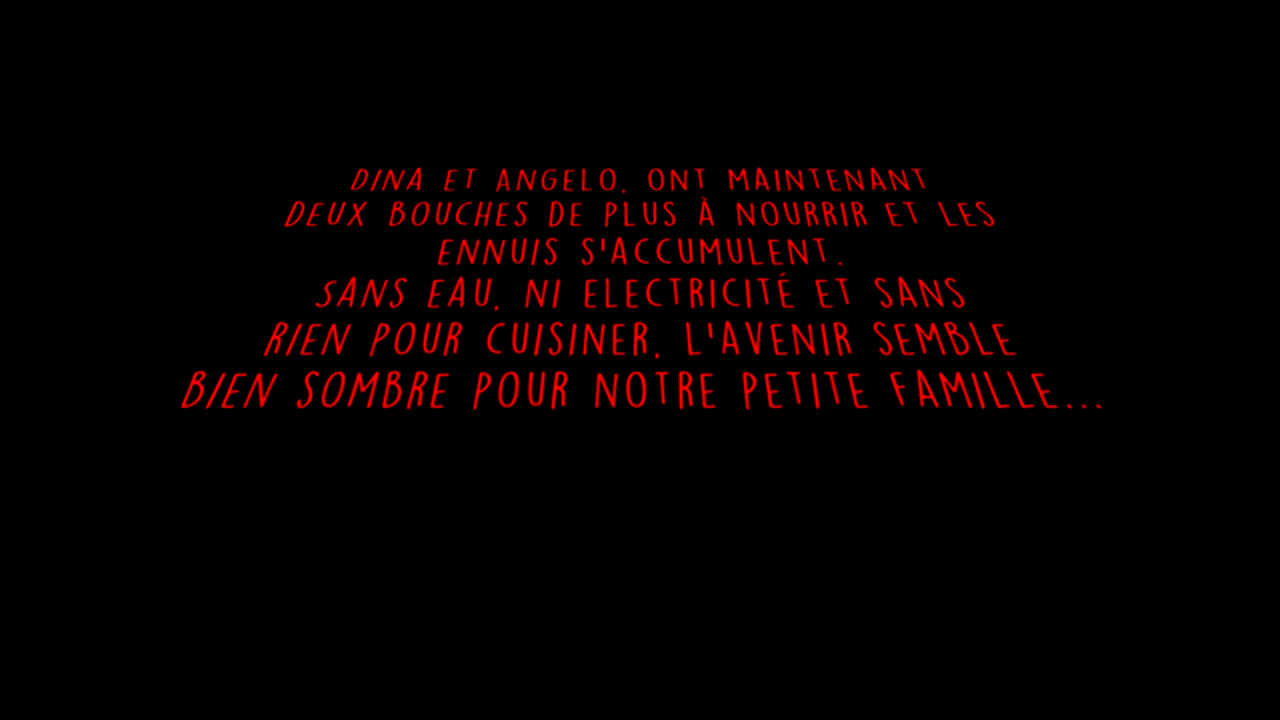 DINA ET ANGELO, ONT MAINTENANT
DEUX BOUCHES DE PLUS À NOURRIR ET LES
ENNUIS S'ACCUMULENT.
SANS EAU, NI ELECTRICITÉ ET SANS
RIEN POUR CUISINER, L'AVENIR SEMBLE
BIEN SOMBRE POUR NOTRE PETITE FAMILLE...